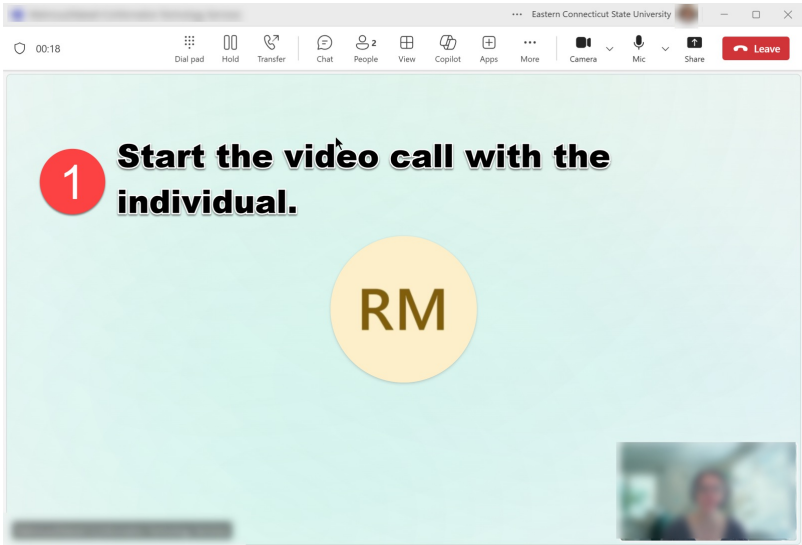 Eastern Connecticut State University
00:18
Dial pad Hold Transfer Chat 2 People View Copilot Apps More Camera Mic Share Leave
1 Start the video call with the
individual.
RM